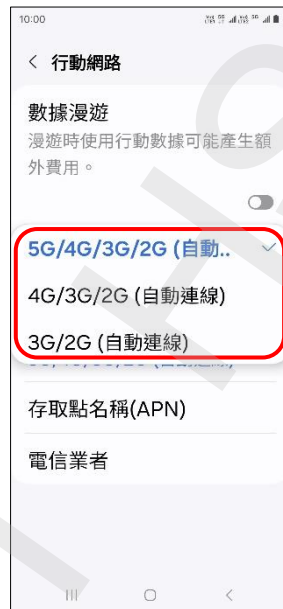 10:00
行動網路
數據漫遊
漫遊時使用行動數據可能產生額
外費用。
5G/4G/3G/2G (自動..
4G/3G/2G (自動連線)
3G/2G (自動連線)
存取點名稱(APN)
電信業者